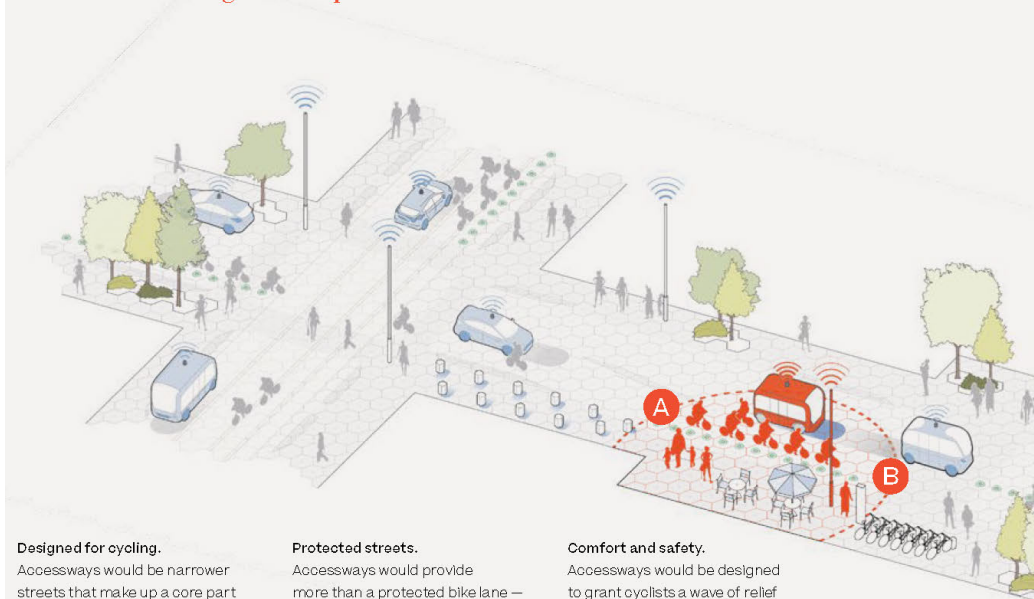 A
B
Designed for cycling.
Accessways would be narrower
streets that make up a core part
Protected streets.
Accessways would provide
more than a protected bike lane —
Comfort and safety.
Accessways would be designed
to grant cyclists a wave of relief